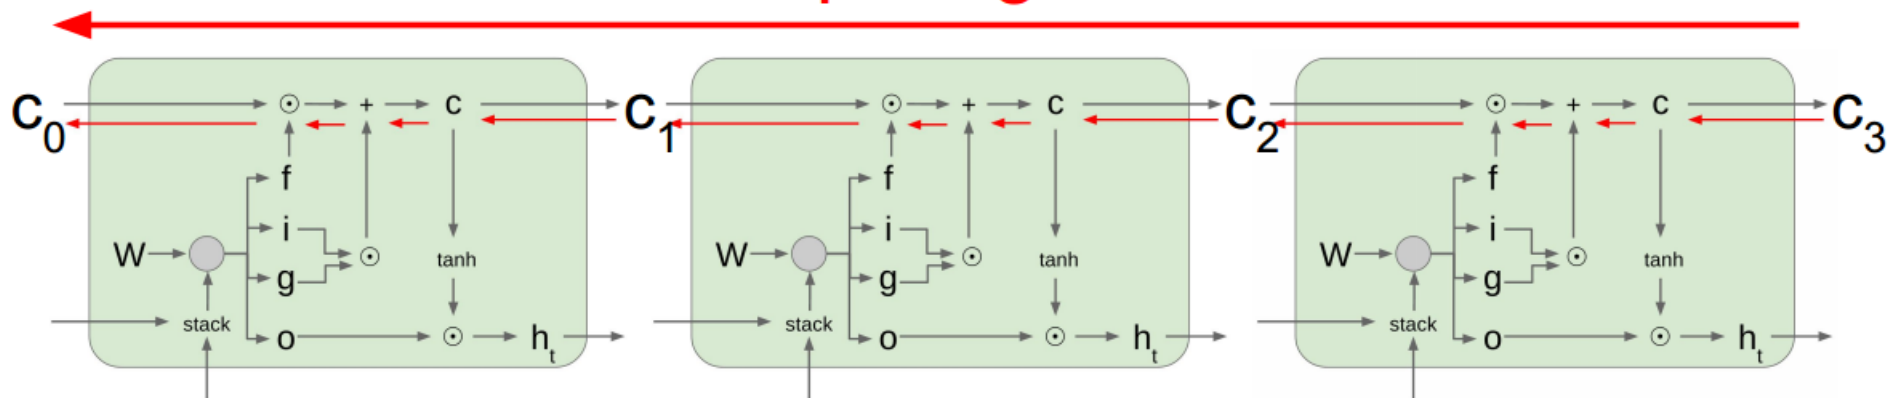 C0 ⊙ + c C1 ⊙ + c C2 ⊙ + c C3
f f f
i i i
W ⊙ tanh W ⊙ tanh W ⊙ tanh
g g g
stack stack stack
o ⊙ ht o ⊙ ht o ⊙ ht